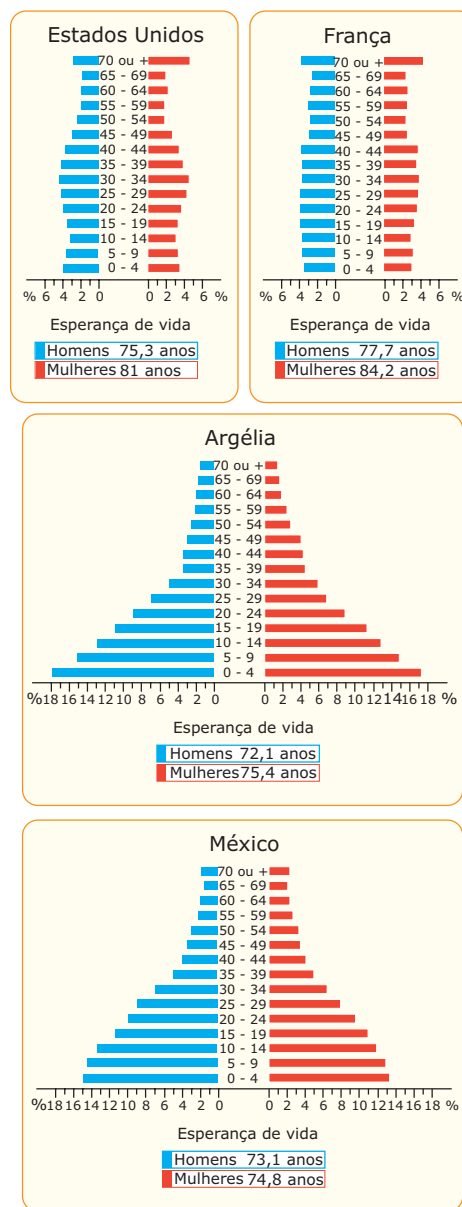 Estados Unidos
70 ou +
65 - 69
60 - 64
55 - 59
50 - 54
45 - 49
40 - 44
35 - 39
30 - 34
25 - 29
20 - 24
15 - 19
10 - 14
5 - 9
0 - 4
% 6 4 2 0 0 2 4 6 %
Esperança de vida
Homens 75,3 anos
Mulheres 81 anos
França
70 ou +
65 - 69
60 - 64
55 - 59
50 - 54
45 - 49
40 - 44
35 - 39
30 - 34
25 - 29
20 - 24
15 - 19
10 - 14
5 - 9
0 - 4
% 6 4 2 0 0 2 4 6 %
Esperança de vida
Homens 77,7 anos
Mulheres 84,2 anos
Argélia
70 ou +
65 - 69
60 - 64
55 - 59
50 - 54
45 - 49
40 - 44
35 - 39
30 - 34
25 - 29
20 - 24
15 - 19
10 - 14
5 - 9
0 - 4
% 18 16 14 12 10 8 6 4 2 0 0 2 4 6 8 10 12 14 16 18 %
Esperança de vida
Homens 72,1 anos
Mulheres 75,4 anos
México
70 ou +
65 - 69
60 - 64
55 - 59
50 - 54
45 - 49
40 - 44
35 - 39
30 - 34
25 - 29
20 - 24
15 - 19
10 - 14
5 - 9
0 - 4
% 18 16 14 12 10 8 6 4 2 0 0 2 4 6 8 10 12 14 16 18 %
Esperança de vida
Homens 73,1 anos
Mulheres 74,8 anos